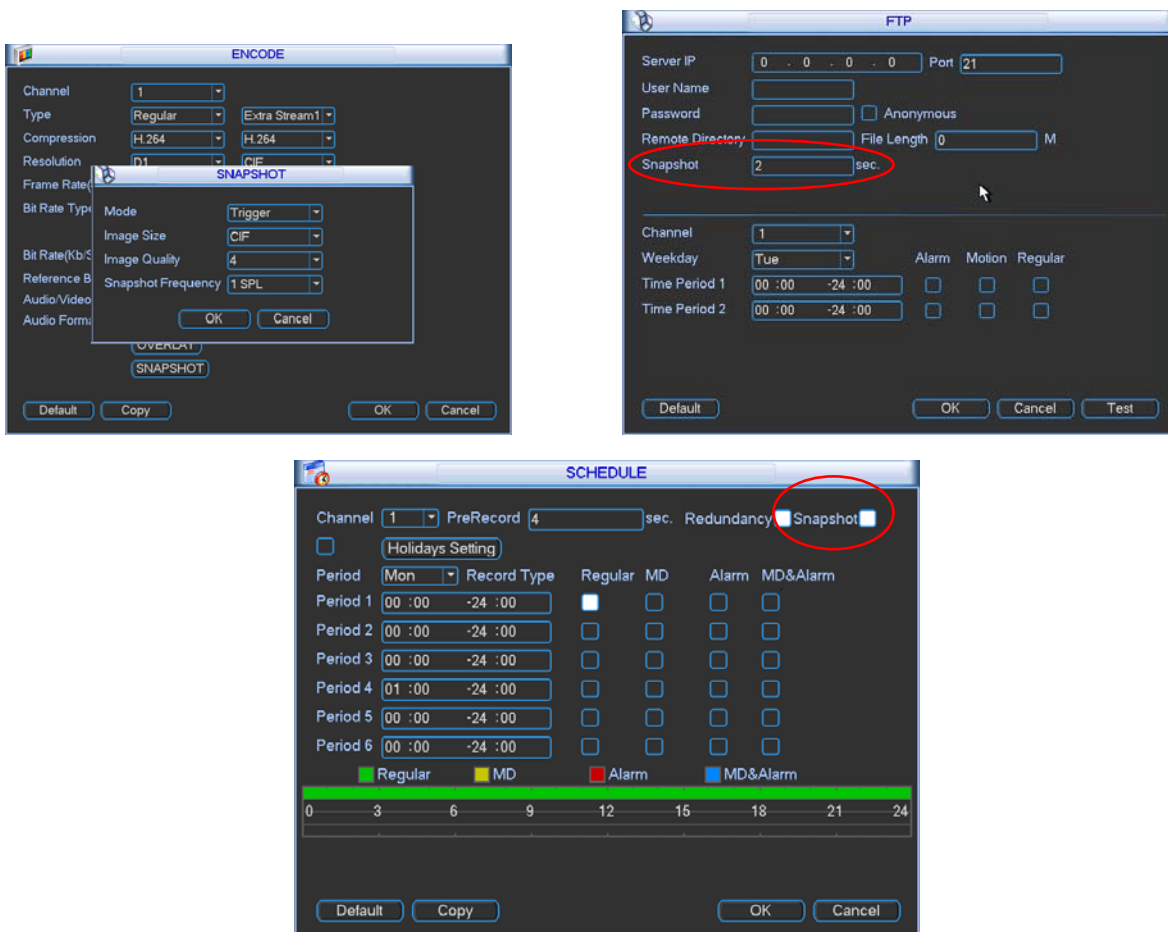 ENCODE
Channel 1
Type Regular Extra Stream1
Compression H.264 H.264
Resolution D1 CIF
Frame Rate(
Bit Rate Type
Bit Rate(Kb/S
Reference B
Audio/Video
Audio Forma
SNAPSHOT
Mode Trigger
Image Size CIF
Image Quality 4
Snapshot Frequency 1 SPL
OK Cancel
OVERLAY
SNAPSHOT
Default Copy OK Cancel
FTP
Server IP 0 . 0 . 0 . 0 Port 21
User Name
Password Anonymous
Remote Directory File Length 0 M
Snapshot 2 sec.
Channel 1
Weekday Tue Alarm Motion Regular
Time Period 1 00 :00 -24 :00
Time Period 2 00 :00 -24 :00
Default OK Cancel Test
SCHEDULE
Channel 1 PreRecord 4 sec. Redundancy Snapshot
Holidays Setting
Period Mon Record Type Regular MD Alarm MD&Alarm
Period 1 00 :00 -24 :00
Period 2 00 :00 -24 :00
Period 3 00 :00 -24 :00
Period 4 01 :00 -24 :00
Period 5 00 :00 -24 :00
Period 6 00 :00 -24 :00
Regular MD Alarm MD&Alarm
0 3 6 9 12 15 18 21 24
Default Copy OK Cancel